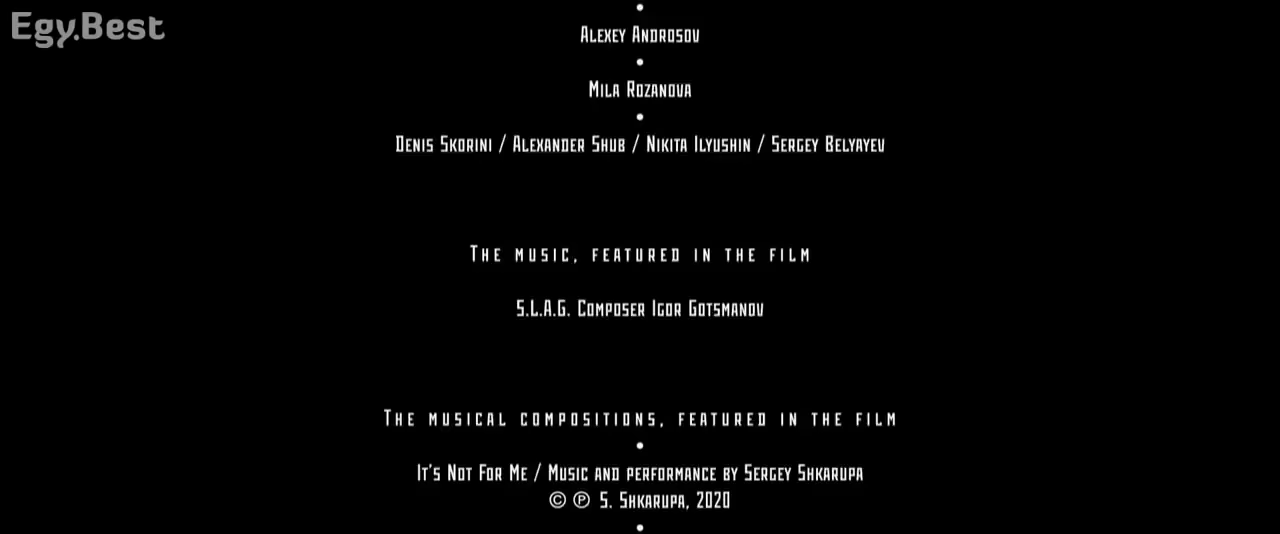 Egy.Best
Alexey Androsov
Mila Rozanova
Denis Skorini / Alexander Shub / Nikita Ilyushin / Sergey Belyayev
The music, featured in the film
S.L.A.G. Composer Igor Gotsmanov
The musical compositions, featured in the film
It's Not For Me / Music and performance by Sergey Shkarupa
© ℗ S. Shkarupa, 2020